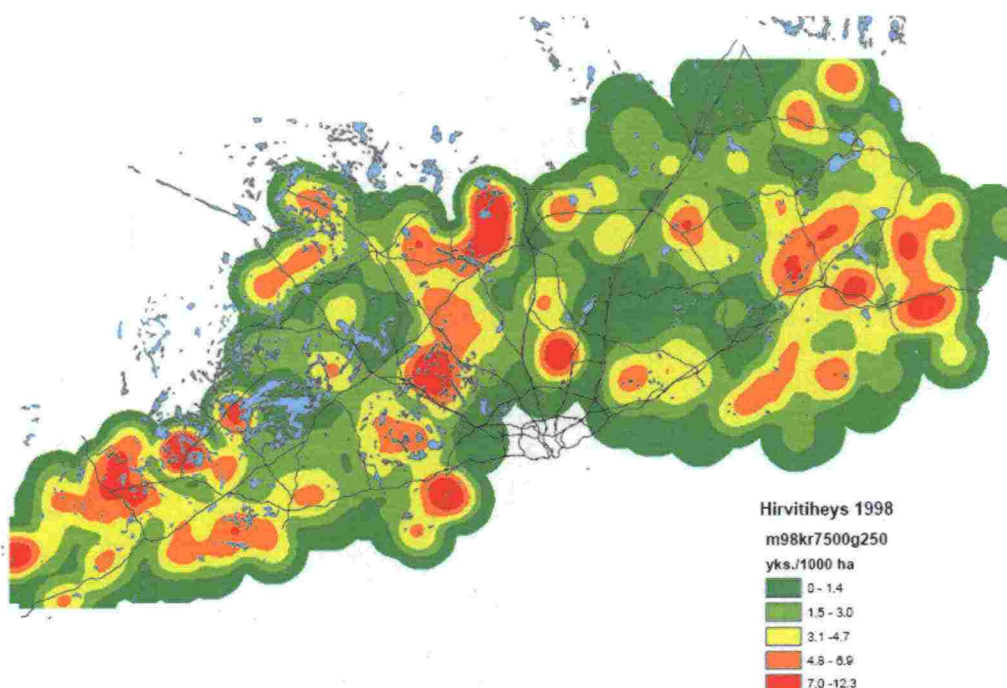 Hirvitiheys 1998
m98kr7500g250
yks./1000 ha
0 - 1.4
1.5 - 3.0
3.1 -4.7
4.8 - 6.9
7.0 -12.3